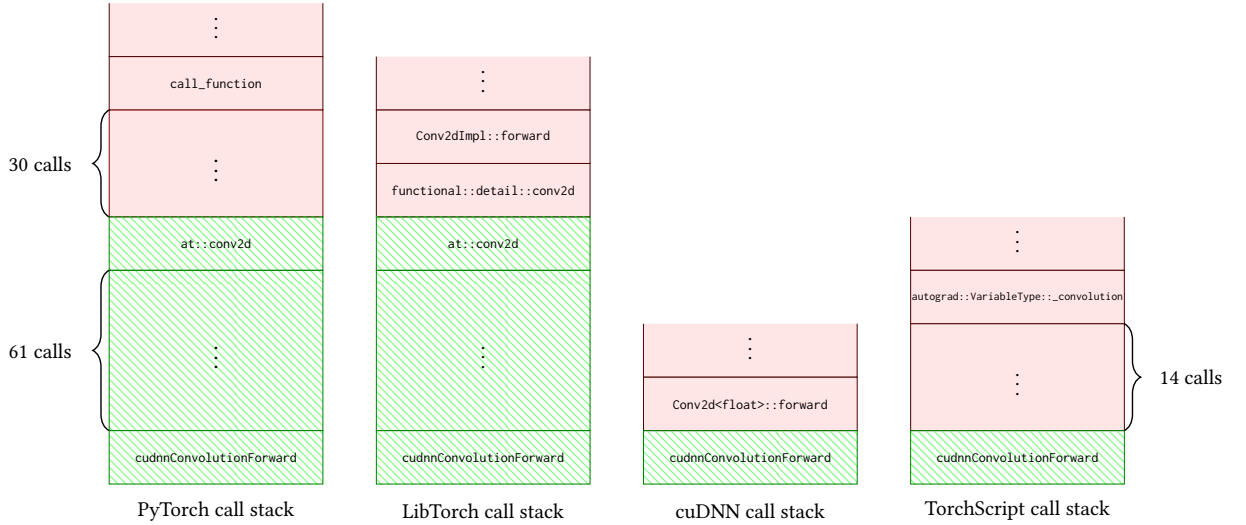 call_function
30 calls
at::conv2d
61 calls
cudnnConvolutionForward
PyTorch call stack
Conv2dImpl::forward
functional::detail::conv2d
at::conv2d
cudnnConvolutionForward
LibTorch call stack
Conv2d<float>::forward
cudnnConvolutionForward
cuDNN call stack
autograd::VariableType::_convolution
14 calls
cudnnConvolutionForward
TorchScript call stack